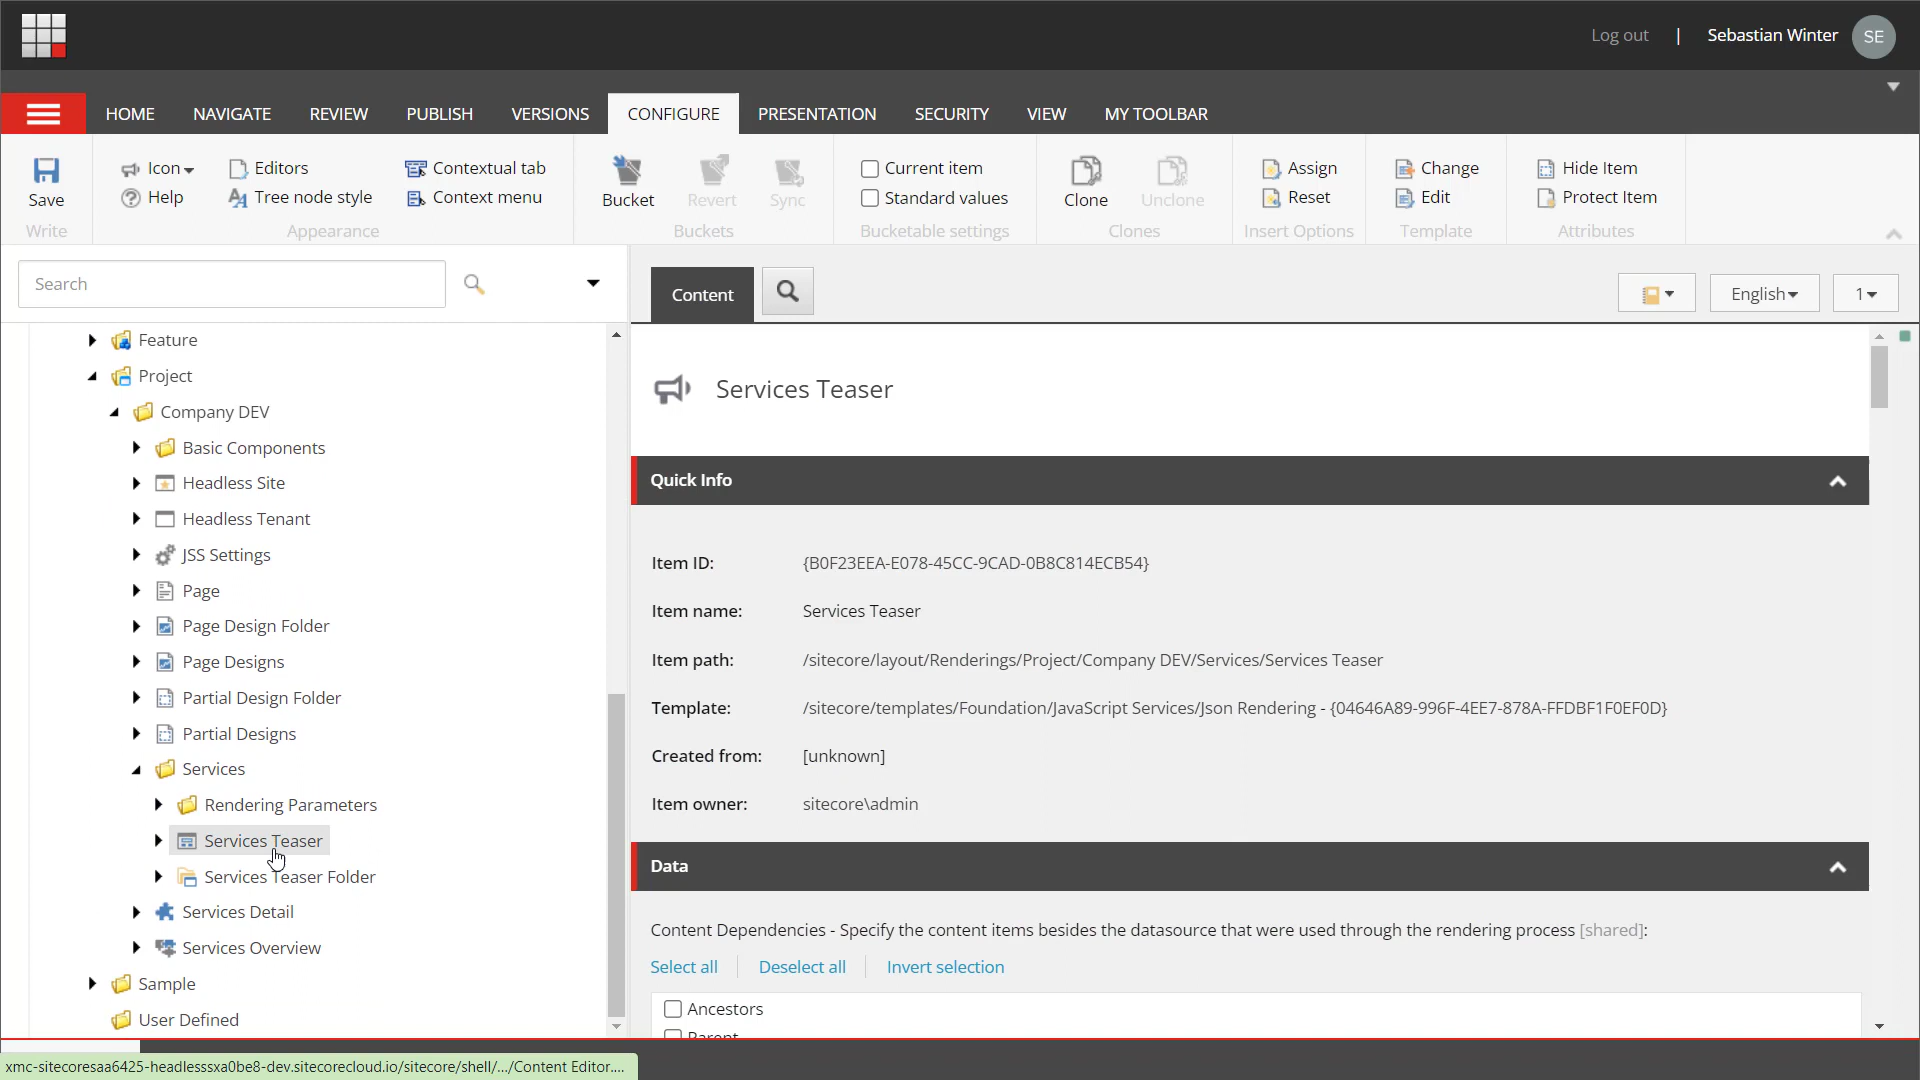 Log out | Sebastian Winter SE
HOME NAVIGATE REVIEW PUBLISH VERSIONS CONFIGURE PRESENTATION SECURITY VIEW MY TOOLBAR
Save
Write
Icon
Help
Editors
Tree node style
Contextual tab
Context menu
Appearance
Bucket Revert Sync
Buckets
Current item
Standard values
Bucketable settings
Clone Unclone
Clones
Assign
Reset
Insert Options
Change
Edit
Template
Hide Item
Protect Item
Attributes
Search
Feature
Project
Company DEV
Basic Components
Headless Site
Headless Tenant
JSS Settings
Page
Page Design Folder
Page Designs
Partial Design Folder
Partial Designs
Services
Rendering Parameters
Services Teaser
Services Teaser Folder
Services Detail
Services Overview
Sample
User Defined
Content
English 1
Services Teaser
Quick Info
Item ID: {B0F23EEA-E078-45CC-9CAD-0B8C814ECB54}
Item name: Services Teaser
Item path: /sitecore/layout/Renderings/Project/Company DEV/Services/Services Teaser
Template: /sitecore/templates/Foundation/JavaScript Services/Json Rendering - {04646A89-996F-4EE7-878A-FFDBF1F0EF0D}
Created from: [unknown]
Item owner: sitecore\admin
Data
Content Dependencies - Specify the content items besides the datasource that were used through the rendering process [shared]:
Select all Deselect all Invert selection
Ancestors
Parent
xmc-sitecoresaa6425-headlesssxa0be8-dev.sitecorecloud.io/sitecore/shell/.../Content Editor....